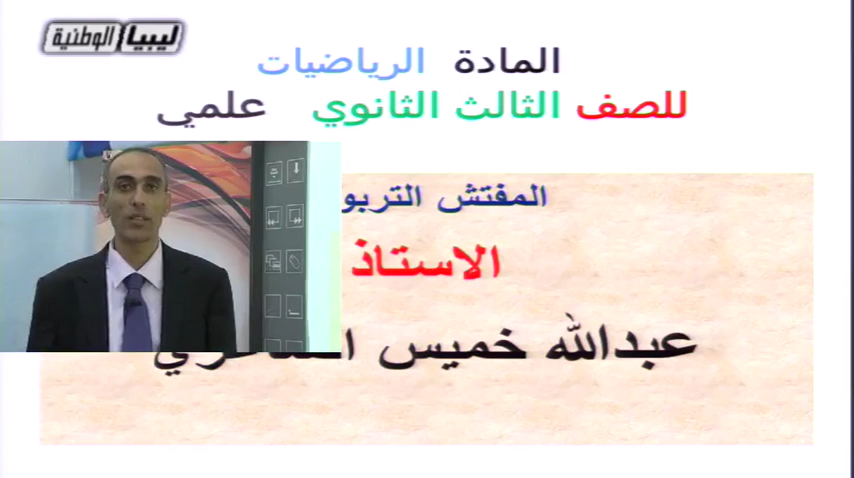 ليبيا الوطنية
المادة الرياضيات
للصف الثالث الثانوي علمي
المفتش التربو
الاستاذ
عبدالله خميس